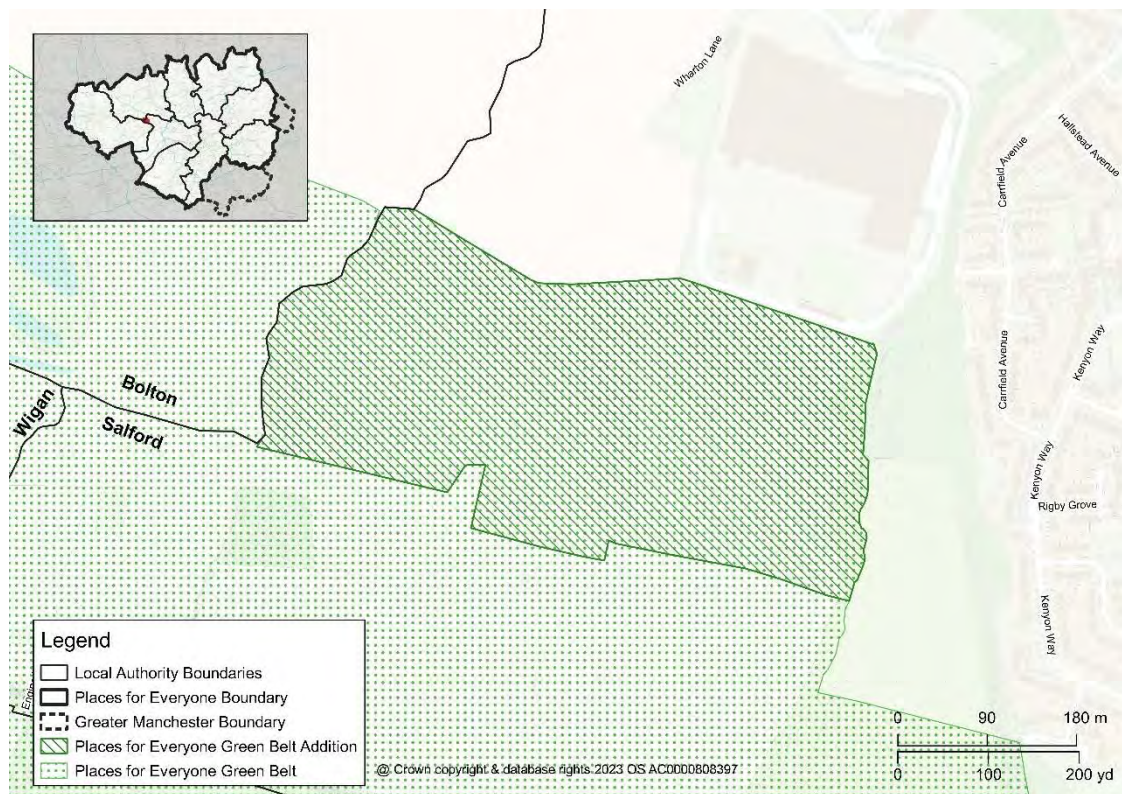 Wharton Lane
Hallstead Avenue
Carrfield Avenue
Kenyon Way
Carrfield Avenue
Bolton
Wigan
Salford
Kenyon Way
Rigby Grove
Kenyon Way
Legend
Local Authority Boundaries
Places for Everyone Boundary
Greater Manchester Boundary
Places for Everyone Green Belt Addition
Places for Everyone Green Belt
@ Crown copyright & database rights 2023 OS AC0000808397
0 90 180 m
0 100 200 yd